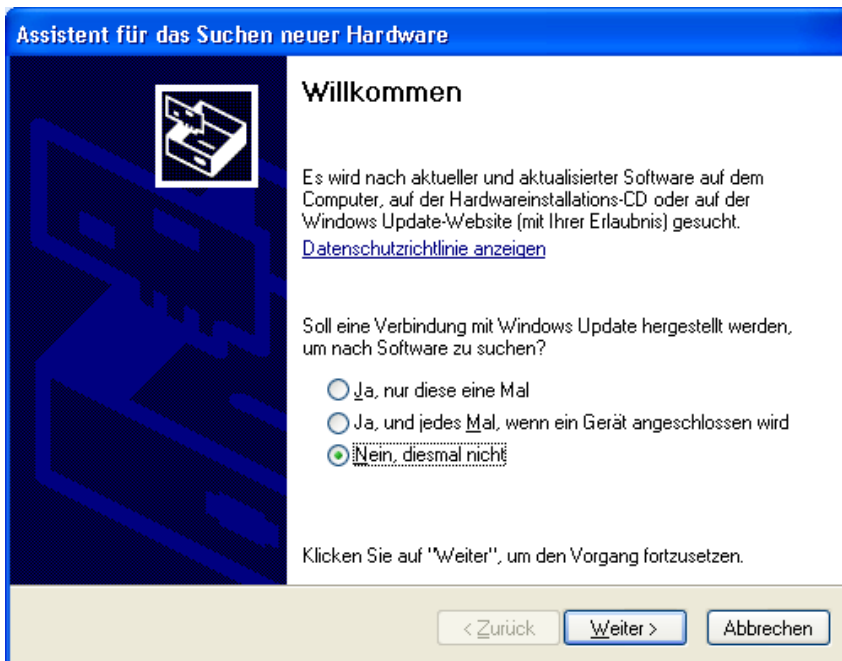 Assistent für das Suchen neuer Hardware
Willkommen
Es wird nach aktueller und aktualisierter Software auf dem
Computer, auf der Hardwareinstallations-CD oder auf der
Windows Update-Website (mit Ihrer Erlaubnis) gesucht.
Datenschutzrichtlinie anzeigen
Soll eine Verbindung mit Windows Update hergestellt werden,
um nach Software zu suchen?
Ja, nur diese eine Mal
Ja, und jedes Mal, wenn ein Gerät angeschlossen wird
Nein, diesmal nicht
Klicken Sie auf "Weiter", um den Vorgang fortzusetzen.
< Zurück Weiter > Abbrechen